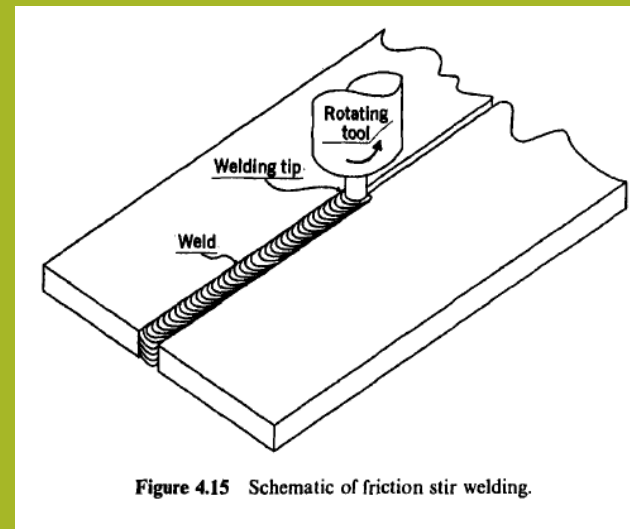 Rotating
tool
Welding tip
Weld
Figure 4.15 Schematic of friction stir welding.